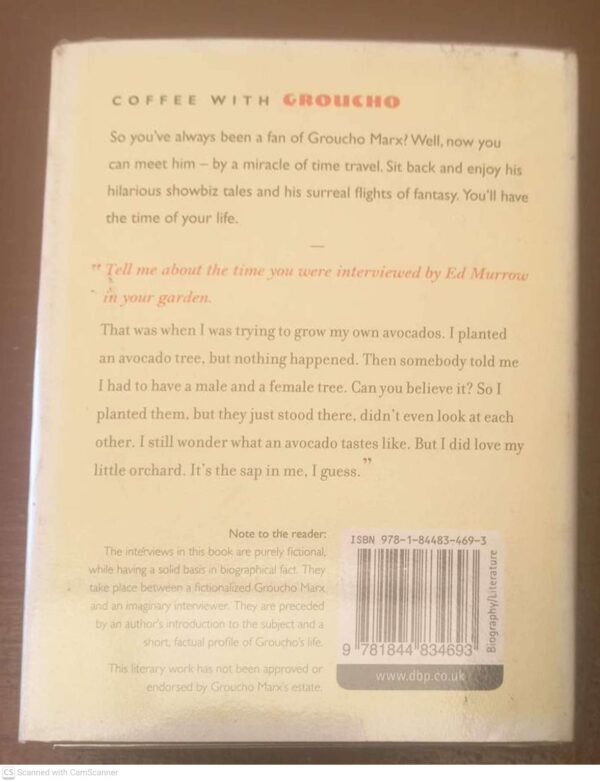 COFFEE WITH GROUCHO
So you've always been a fan of Groucho Marx? Well, now you
can meet him – by a miracle of time travel. Sit back and enjoy his
hilarious showbiz tales and his surreal flights of fantasy. You'll have
the time of your life.
—
“ Tell me about the time you were interviewed by Ed Murrow
in your garden.
That was when I was trying to grow my own avocados. I planted
an avocado tree, but nothing happened. Then somebody told me
I had to have a male and a female tree. Can you believe it? So I
planted them, but they just stood there, didn't even look at each
other. I still wonder what an avocado tastes like. But I did love my
little orchard. It's the sap in me, I guess.”
Note to the reader:
The interviews in this book are purely fictional,
while having a solid basis in biographical fact. They
take place between a fictionalized Groucho Marx
and an imaginary interviewer. They are preceded
by an author's introduction to the subject and a
short, factual profile of Groucho's life.
This literary work has not been approved or
endorsed by Groucho Marx's estate.
ISBN 978-1-84483-469-3
9 781844 834693
Biography/Literature
www.dbp.co.uk
CS Scanned with CamScanner